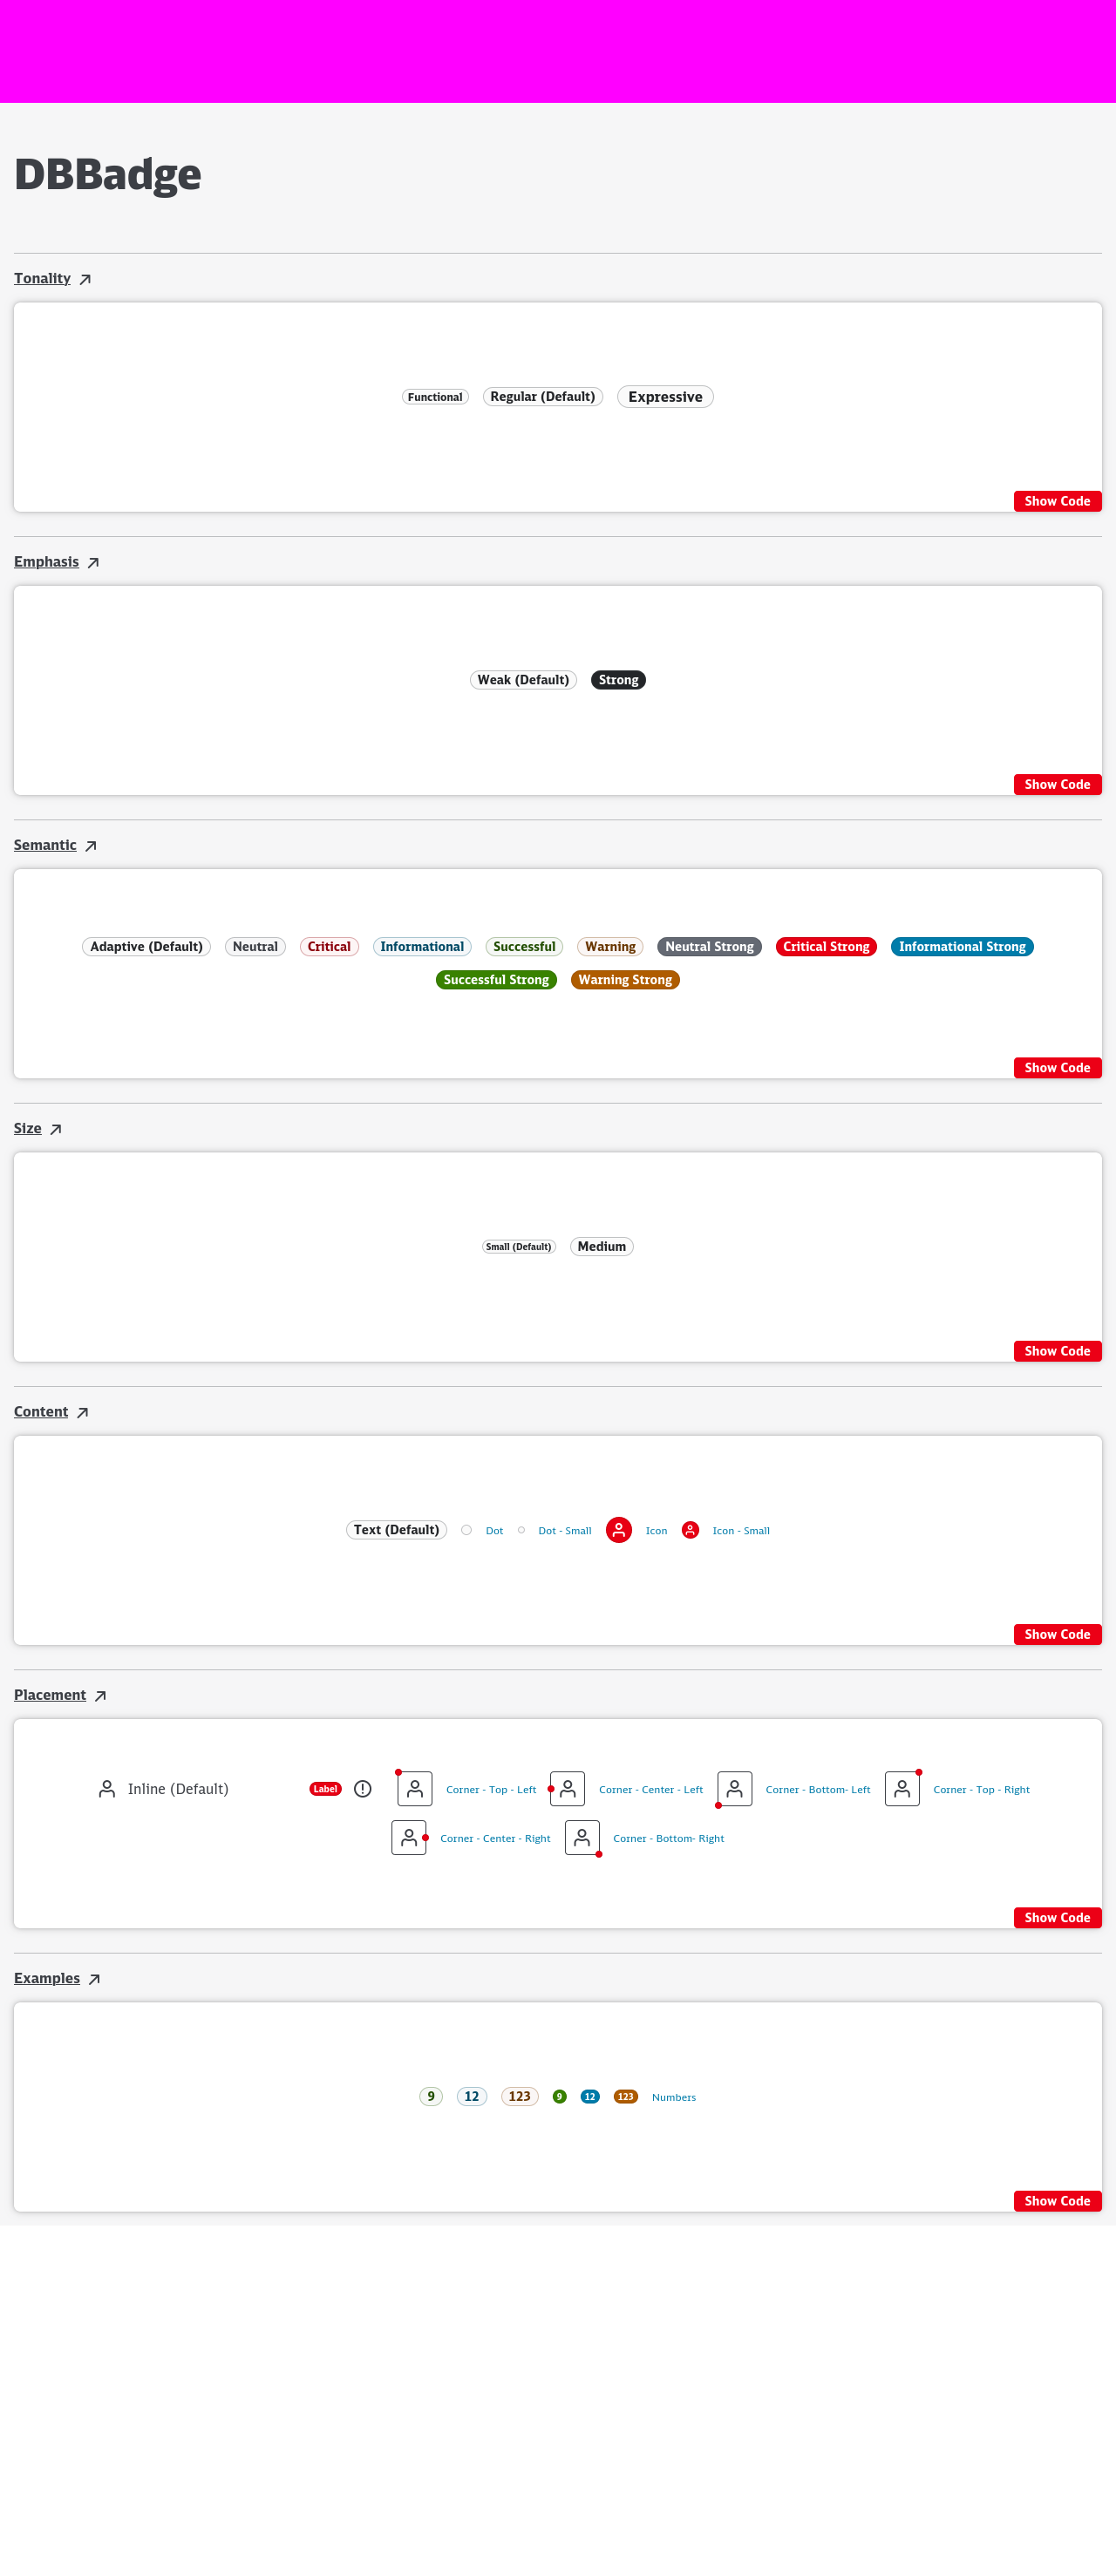 DBBadge
Tonality
Functional Regular (Default) Expressive
Show Code
Emphasis
Weak (Default) Strong
Show Code
Semantic
Adaptive (Default) Neutral Critical Informational Successful Warning Neutral Strong Critical Strong Informational Strong
Successful Strong Warning Strong
Show Code
Size
Small (Default) Medium
Show Code
Content
Text (Default) Dot Dot - Small Icon Icon - Small
Show Code
Placement
Inline (Default) Label Corner - Top - Left Corner - Center - Left Corner - Bottom- Left Corner - Top - Right
Corner - Center - Right Corner - Bottom- Right
Show Code
Examples
9 12 123 9 12 123 Numbers
Show Code